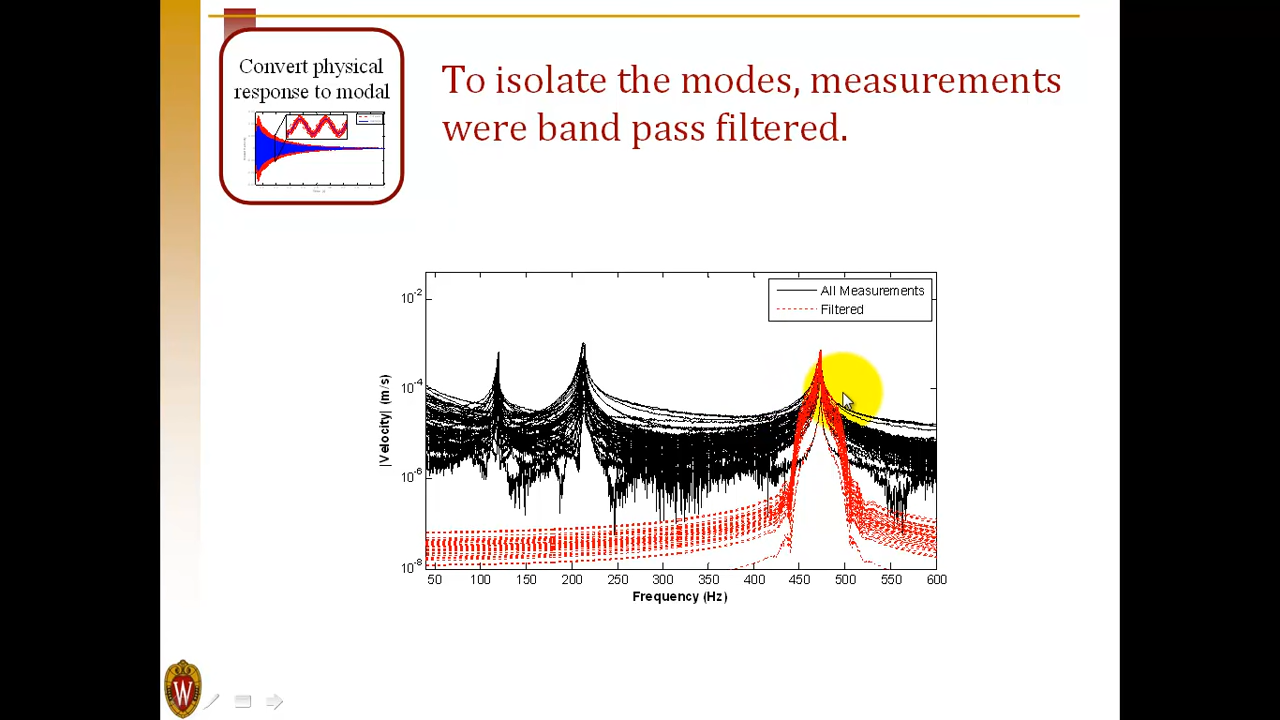 Convert physical
response to modal
To isolate the modes, measurements
were band pass filtered.
All Measurements
Filtered
10-2
10-4
10-6
10-8
|Velocity| (m/s)
50 100 150 200 250 300 350 400 450 500 550 600
Frequency (Hz)
W